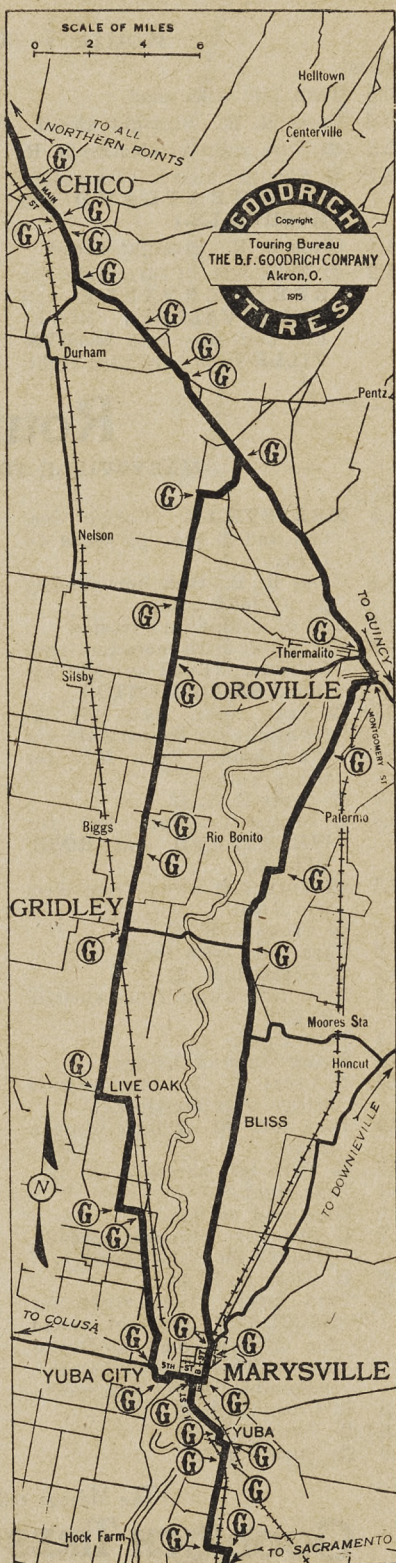 SCALE OF MILES
0 2 4 6
Helltown
TO ALL
NORTHERN POINTS
Centerville
G
CHICO
MAIN
ST
G
G
G
G
GOODRICH
Copyright
Touring Bureau
THE B.F. GOODRICH COMPANY
Akron, O.
1915
TIRES
G
Durham
G
G
Pentz
G
G
Nelson
G
TO QUINCY
G
Thermalito
G
Silsby
OROVILLE
MONTGOMERY ST
G
Palermo
Biggs
G
Rio Bonito
G
G
GRIDLEY
G
G
Moores Sta
Honcut
G
LIVE OAK
BLISS
TO DOWNIEVILLE
N
G
G
TO COLUSA
G
G
G
5TH ST
YUBA CITY
MARYSVILLE
G
G
G
ST
D
G
YUBA
G
G
G
G
Hock Farm
G
TO SACRAMENTO